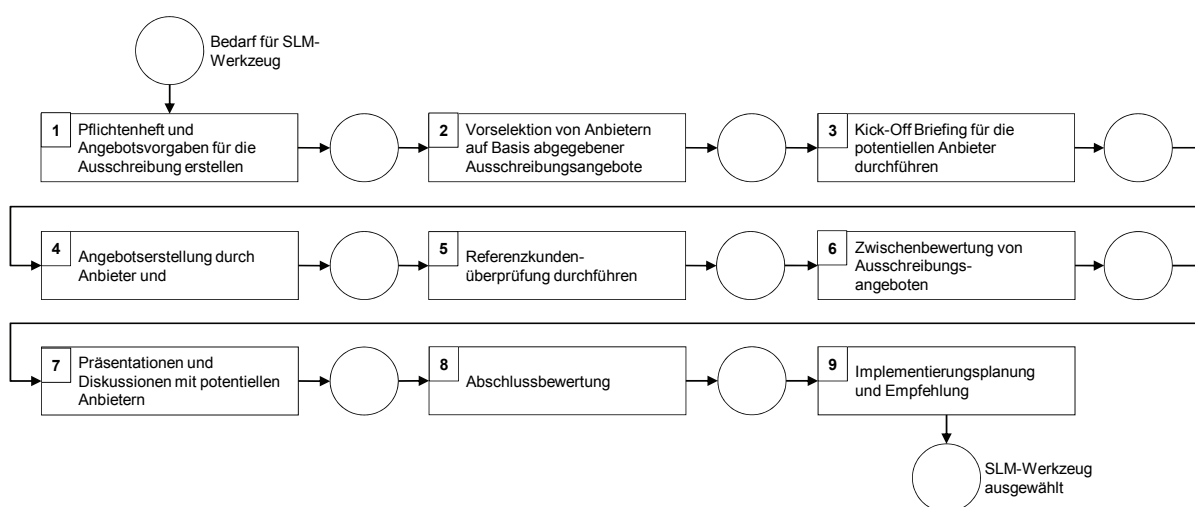 Bedarf für SLM-
Werkzeug
1
Pflichtenheft und
Angebotsvorgaben für die
Ausschreibung erstellen
2
Vorselektion von Anbietern
auf Basis abgegebener
Ausschreibungsangebote
3
Kick-Off Briefing für die
potentiellen Anbieter
durchführen
4
Angebotserstellung durch
Anbieter und
5
Referenzkunden-
überprüfung durchführen
6
Zwischenbewertung von
Ausschreibungs-
angeboten
7
Präsentationen und
Diskussionen mit potentiellen
Anbietern
8
Abschlussbewertung
9
Implementierungsplanung
und Empfehlung
SLM-Werkzeug
ausgewählt